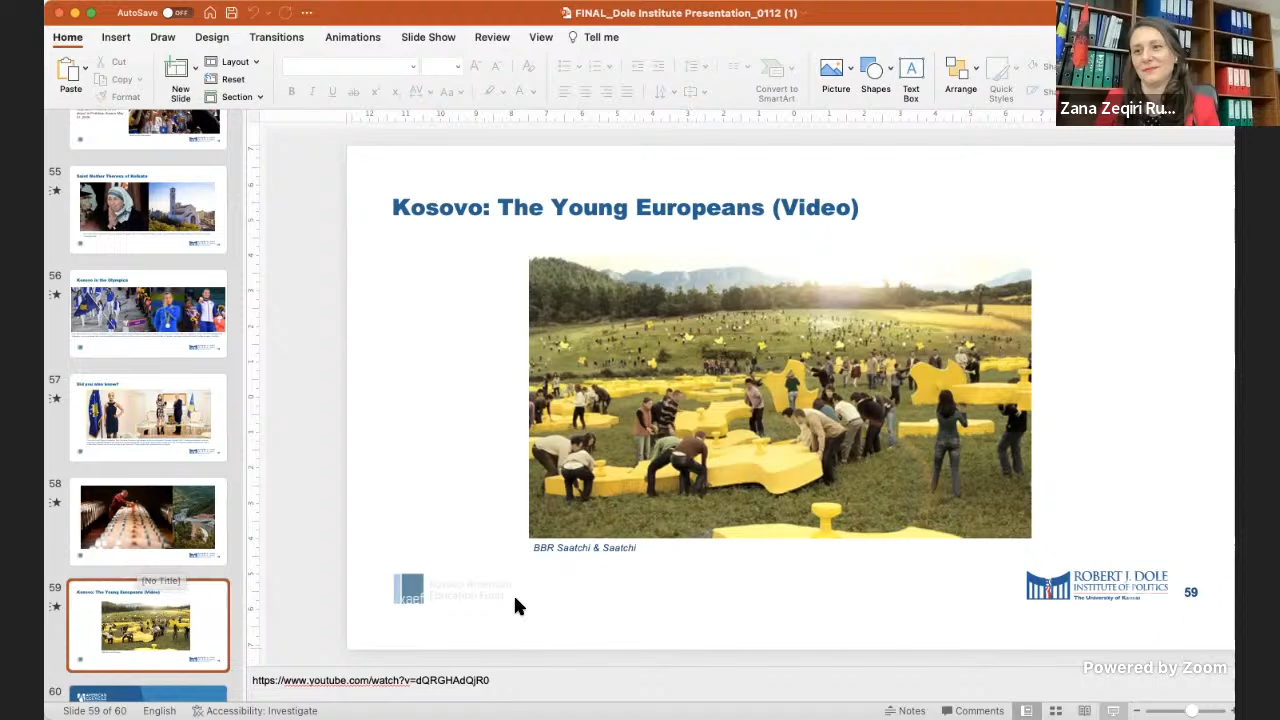 AutoSave OFF
FINAL_Dole Institute Presentation_0112 (1)
Home Insert Draw Design Transitions Animations Slide Show Review View Tell me
Paste
Cut
Copy
Format
New
Slide
Layout
Reset
Section
Convert to
SmartArt
Picture
Shapes
Text
Box
Arrange
Quick
Styles
Zana Zeqiri Ru...
55
Saint Mother Theresa of Kolkata
56
Kosovo in the Olympics
57
Did you also know?
58
59
[No Title]
Kosovo: The Young Europeans (Video)
60
Kosovo: The Young Europeans (Video)
BBR Saatchi & Saatchi
KAEF
Kosovo American
Education Fund
ROBERT J. DOLE
INSTITUTE OF POLITICS
The University of Kansas
59
Powered by Zoom
https://www.youtube.com/watch?v=dQRGHAdQjR0
Slide 59 of 60 English Accessibility: Investigate Notes Comments